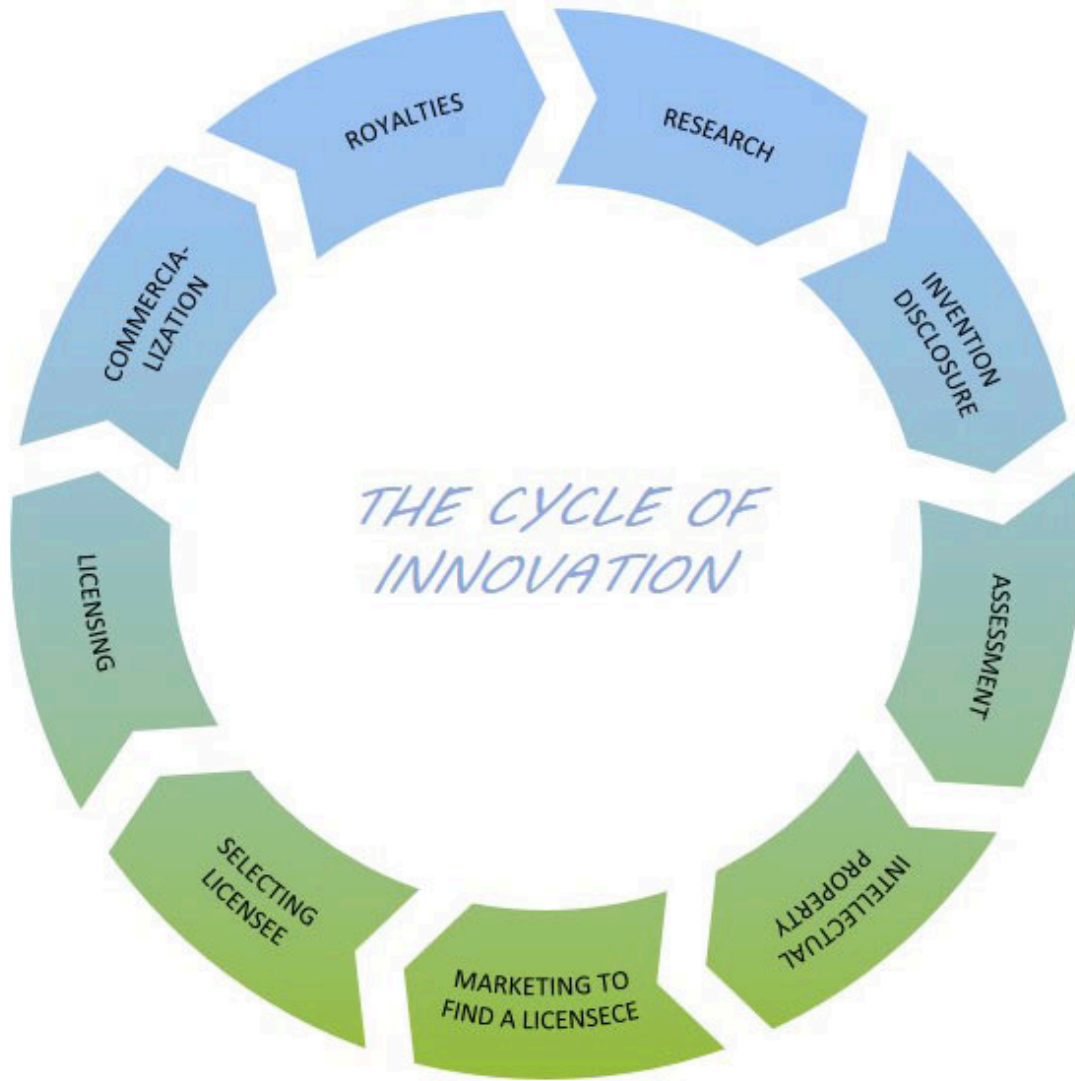 ROYALTIES
RESEARCH
INVENTION
DISCLOSURE
ASSESSMENT
INTELLECTUAL
PROPERTY
MARKETING TO
FIND A LICENSECE
SELECTING
LICENSEE
LICENSING
COMMERCIA-
LIZATION
THE CYCLE OF
INNOVATION